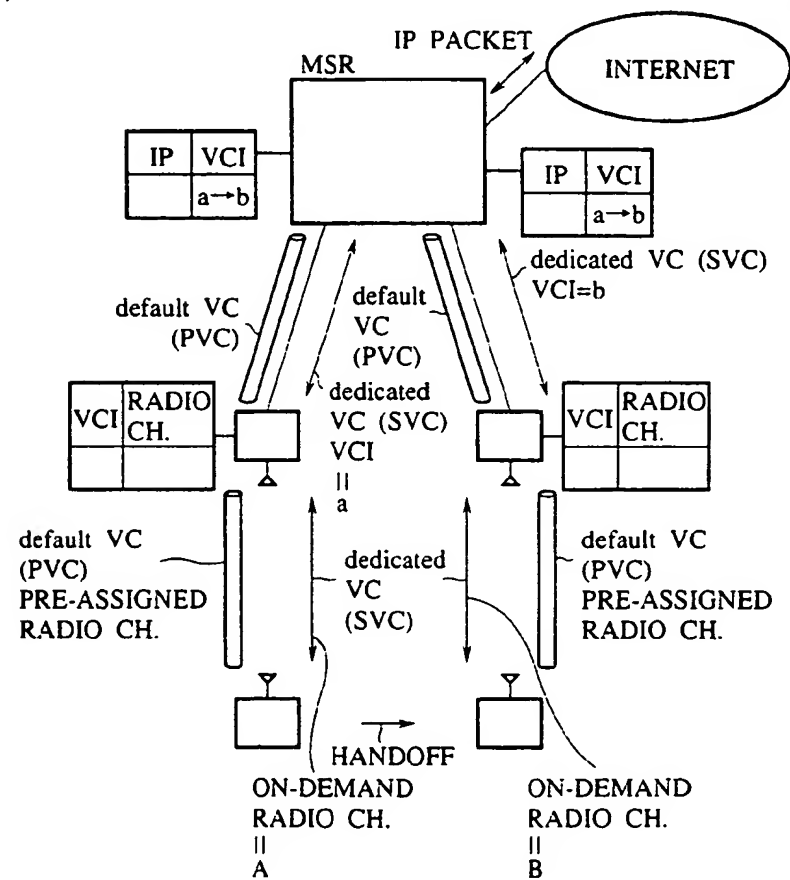 IP PACKET
MSR
INTERNET
IP VCI
a→b
IP VCI
a→b
default VC
(PVC)
default
VC
(PVC)
dedicated VC (SVC)
VCI=b
dedicated
VC (SVC)
VCI
||
a
VCI RADIO
CH.
VCI RADIO
CH.
default VC
(PVC)
PRE-ASSIGNED
RADIO CH.
dedicated
VC
(SVC)
default VC
(PVC)
PRE-ASSIGNED
RADIO CH.
HANDOFF
ON-DEMAND
RADIO CH.
||
A
ON-DEMAND
RADIO CH.
||
B